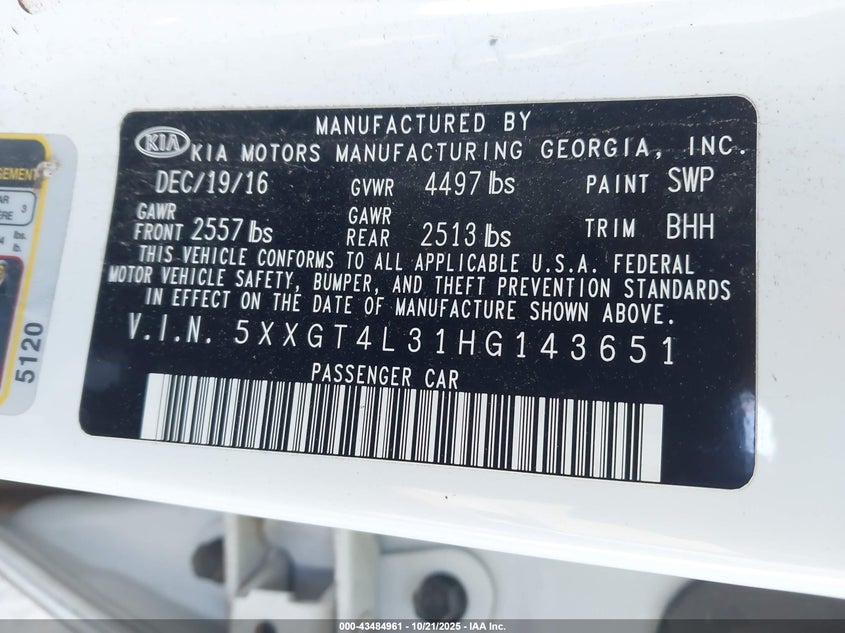 MANUFACTURED BY
KIA KIA MOTORS MANUFACTURING GEORGIA, INC.
DEC/19/16 GVWR 4497 lbs PAINT SWP
GAWR FRONT 2557 lbs GAWR REAR 2513 lbs TRIM BHH
THIS VEHICLE CONFORMS TO ALL APPLICABLE U.S.A. FEDERAL
MOTOR VEHICLE SAFETY, BUMPER, AND THEFT PREVENTION STANDARDS
IN EFFECT ON THE DATE OF MANUFACTURE SHOWN ABOVE.
V.I.N. 5XXGT4L31HG143651
PASSENGER CAR
3
lbs.
lb.
5120
000-43484961 - 10/21/2025 - IAA Inc.